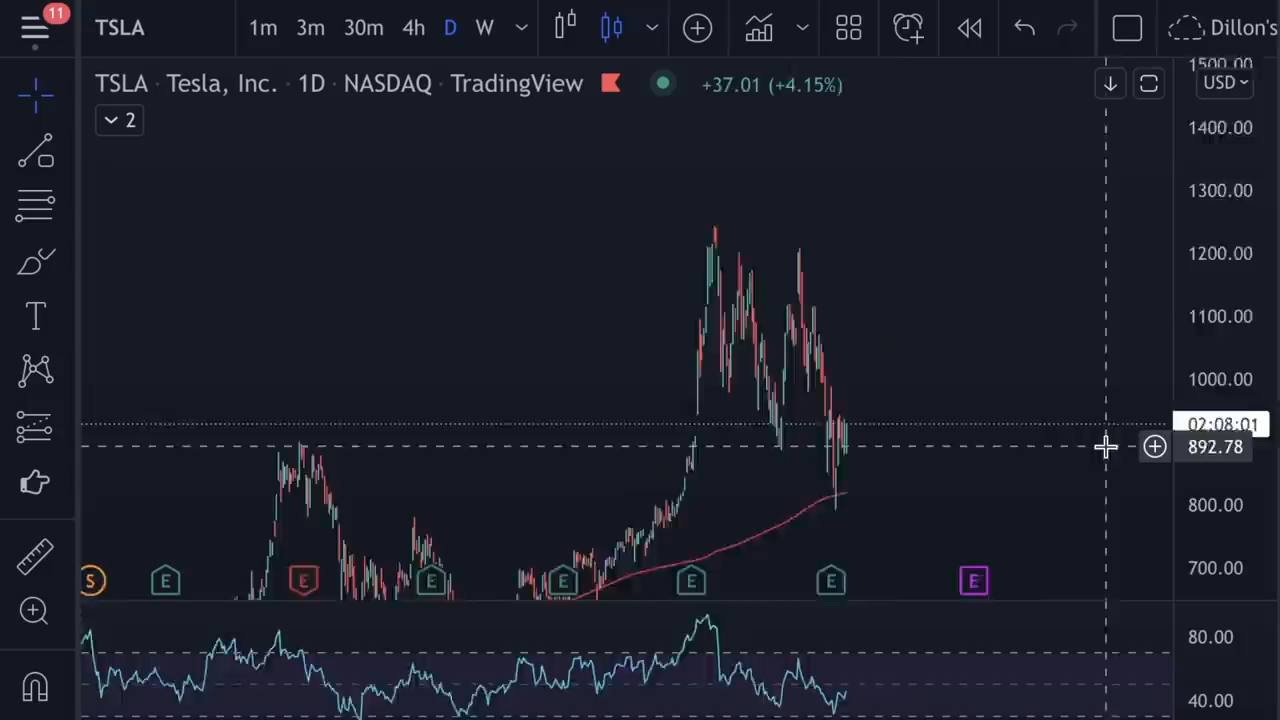 11
TSLA 1m 3m 30m 4h D W Dillon's
TSLA · Tesla, Inc. · 1D · NASDAQ · TradingView +37.01 (+4.15%)
2
1500.00
USD
1400.00
1300.00
1200.00
1100.00
1000.00
02:08:01
892.78
800.00
700.00
S E E E E E E E
80.00
40.00
T